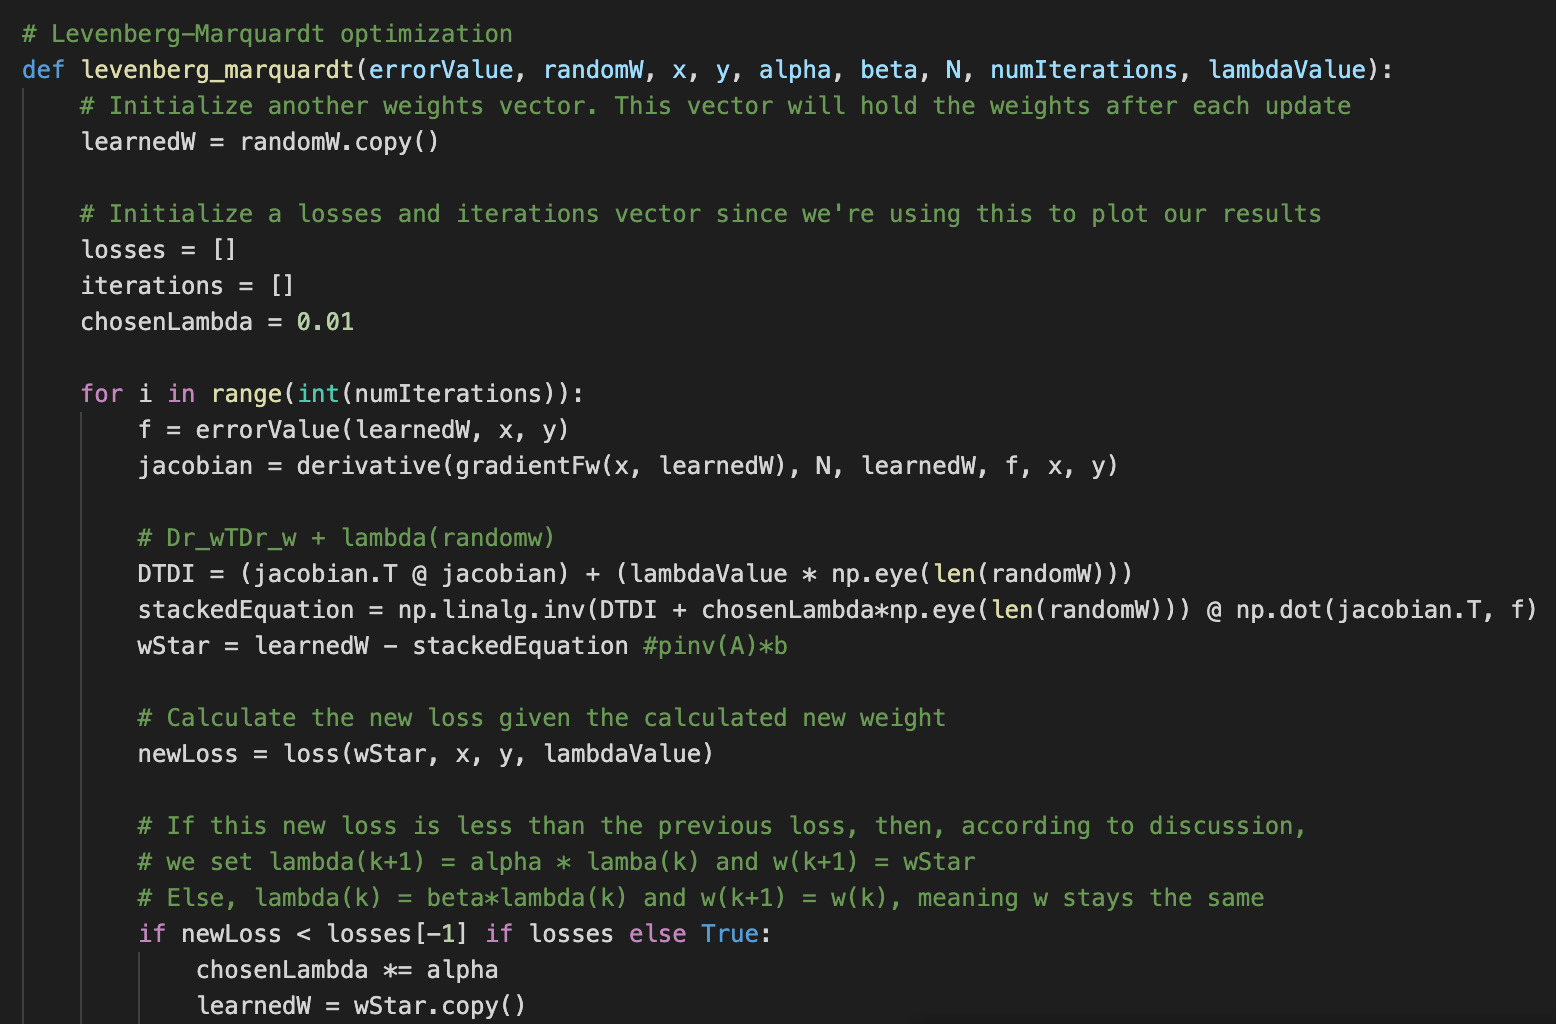 # Levenberg-Marquardt optimization
def levenberg_marquardt(errorValue, randomW, x, y, alpha, beta, N, numIterations, lambdaValue):
    # Initialize another weights vector. This vector will hold the weights after each update
    learnedW = randomW.copy()

    # Initialize a losses and iterations vector since we're using this to plot our results
    losses = []
    iterations = []
    chosenLambda = 0.01

    for i in range(int(numIterations)):
        f = errorValue(learnedW, x, y)
        jacobian = derivative(gradientFw(x, learnedW), N, learnedW, f, x, y)

        # Dr_wTDr_w + lambda(randomw)
        DTDI = (jacobian.T @ jacobian) + (lambdaValue * np.eye(len(randomW)))
        stackedEquation = np.linalg.inv(DTDI + chosenLambda*np.eye(len(randomW))) @ np.dot(jacobian.T, f)
        wStar = learnedW - stackedEquation #pinv(A)*b

        # Calculate the new loss given the calculated new weight
        newLoss = loss(wStar, x, y, lambdaValue)

        # If this new loss is less than the previous loss, then, according to discussion,
        # we set lambda(k+1) = alpha * lamba(k) and w(k+1) = wStar
        # Else, lambda(k) = beta*lambda(k) and w(k+1) = w(k), meaning w stays the same
        if newLoss < losses[-1] if losses else True:
            chosenLambda *= alpha
            learnedW = wStar.copy()